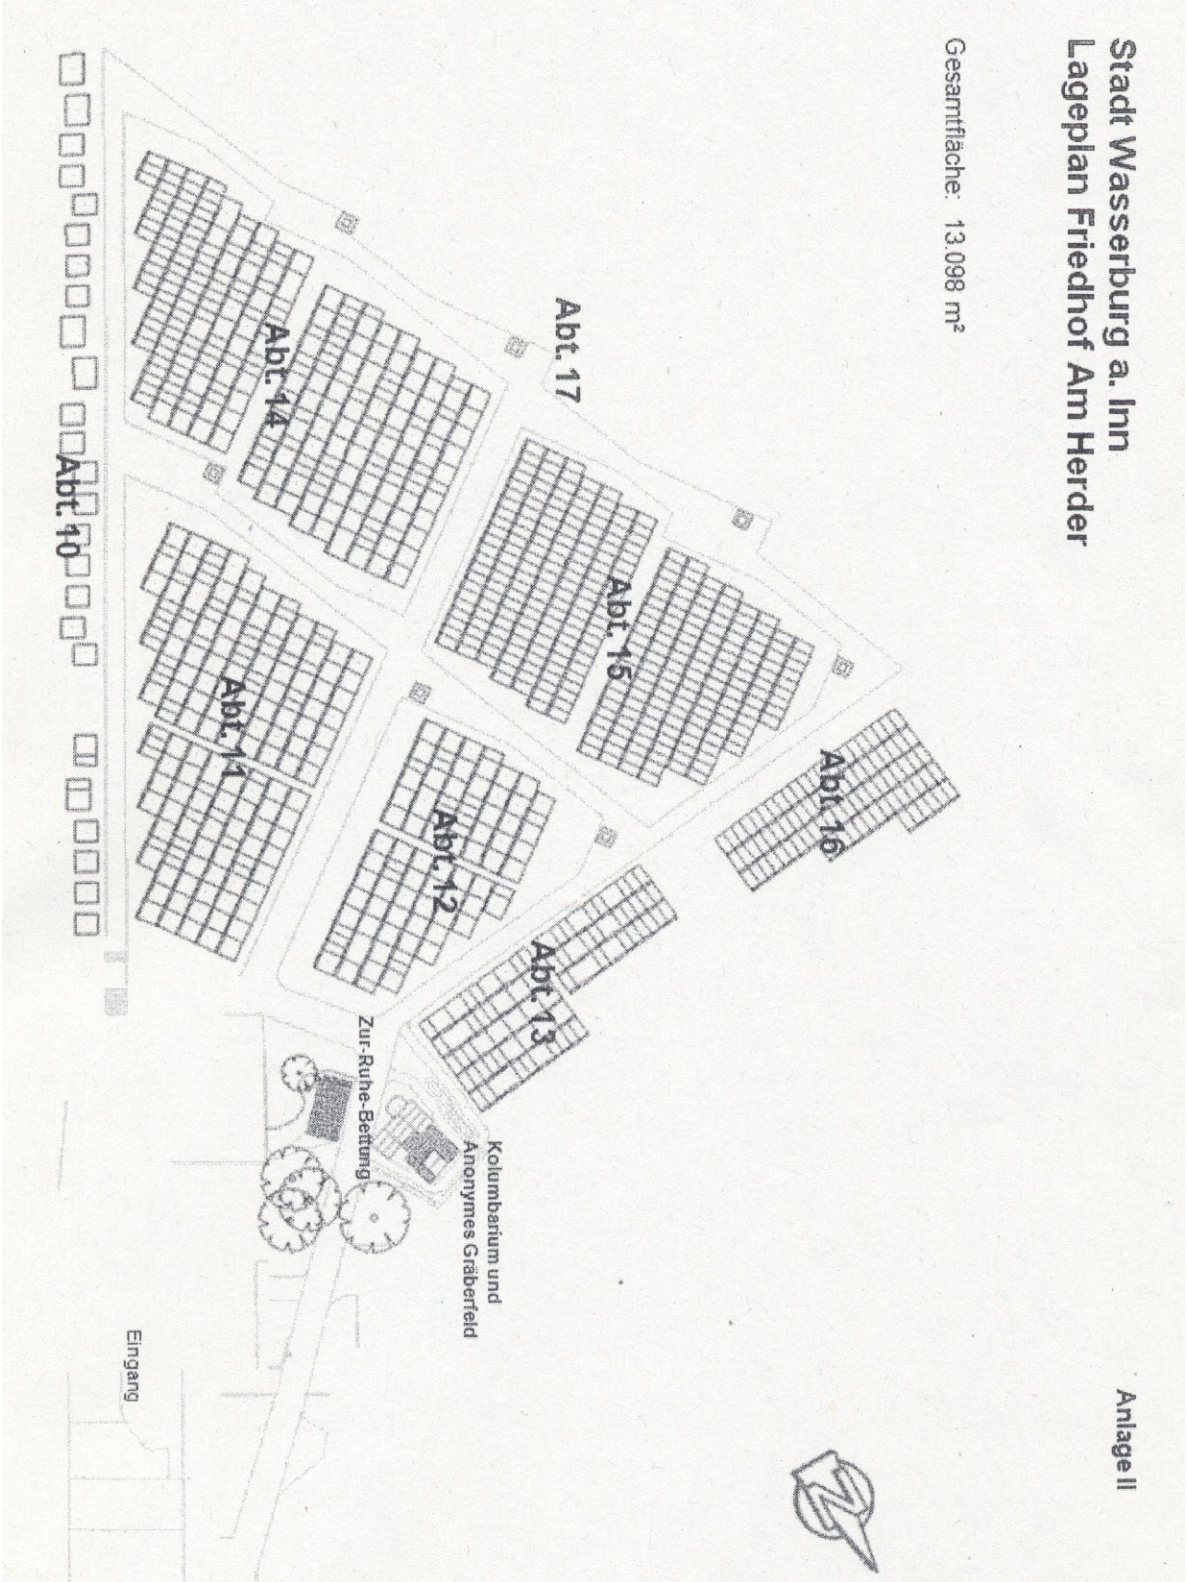 Stadt Wasserburg a. Inn
Lageplan Friedhof Am Herder
Anlage II
Gesamtfläche: 13.098 m²
Abt. 17
Abt. 16
Abt. 15
Abt. 14
Abt. 13
Abt. 12
Abt. 11
Abt. 10
Kolumbarium und
Anonymes Gräberfeld
Zur-Ruhe-Bettung
Eingang
N